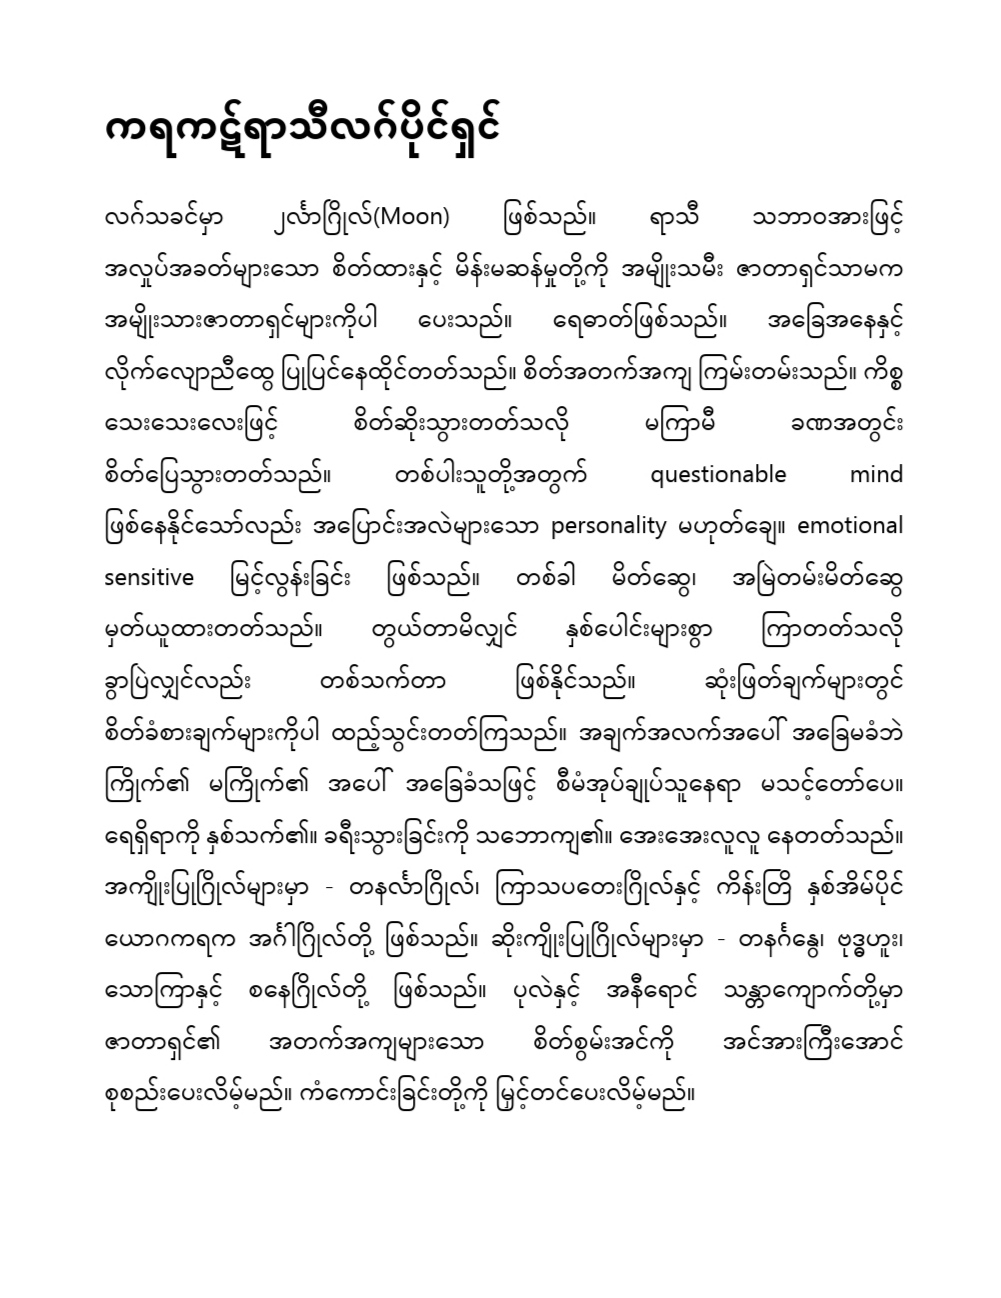 ကရကဋ်ရာသီလဂ်ပိုင်ရှင်
လဂ်သခင်မှာ ၂င်္လာဂြိုလ်(Moon) ဖြစ်သည်။ ရာသီ သဘာဝအားဖြင့်
အလှုပ်အခတ်များသော စိတ်ထားနှင့် မိန်းမဆန်မှုတို့ကို အမျိုးသမီး ဇာတာရှင်သာမက
အမျိုးသားဇာတာရှင်များကိုပါ ပေးသည်။ ရေဓာတ်ဖြစ်သည်။ အခြေအနေနှင့်
လိုက်လျောညီထွေ ပြုပြင်နေထိုင်တတ်သည်။ စိတ်အတက်အကျ ကြမ်းတမ်းသည်။ ကိစ္စ
သေးသေးလေးဖြင့် စိတ်ဆိုးသွားတတ်သလို မကြာမီ ခဏအတွင်း
စိတ်ပြေသွားတတ်သည်။ တစ်ပါးသူတို့အတွက် questionable mind
ဖြစ်နေနိုင်သော်လည်း အပြောင်းအလဲများသော personality မဟုတ်ချေ။ emotional
sensitive မြင့်လွန်းခြင်း ဖြစ်သည်။ တစ်ခါ မိတ်ဆွေ၊ အမြဲတမ်းမိတ်ဆွေ
မှတ်ယူထားတတ်သည်။ တွယ်တာမိလျှင် နှစ်ပေါင်းများစွာ ကြာတတ်သလို
ခွာပြဲလျှင်လည်း တစ်သက်တာ ဖြစ်နိုင်သည်။ ဆုံးဖြတ်ချက်များတွင်
စိတ်ခံစားချက်များကိုပါ ထည့်သွင်းတတ်ကြသည်။ အချက်အလက်အပေါ် အခြေမခံဘဲ
ကြိုက်၏ မကြိုက်၏ အပေါ် အခြေခံသဖြင့် စီမံအုပ်ချုပ်သူနေရာ မသင့်တော်ပေ။
ရေရှိရာကို နှစ်သက်၏။ ခရီးသွားခြင်းကို သဘောကျ၏။ အေးအေးလူလူ နေတတ်သည်။
အကျိုးပြုဂြိုလ်များမှာ - တနင်္လာဂြိုလ်၊ ကြာသပတေးဂြိုလ်နှင့် ကိန်းတြိ နှစ်အိမ်ပိုင်
ယောဂကရက အင်္ဂါဂြိုလ်တို့ ဖြစ်သည်။ ဆိုးကျိုးပြုဂြိုလ်များမှာ - တနင်္ဂနွေ၊ ဗုဒ္ဓဟူး၊
သောကြာနှင့် စနေဂြိုလ်တို့ ဖြစ်သည်။ ပုလဲနှင့် အနီရောင် သန္တာကျောက်တို့မှာ
ဇာတာရှင်၏ အတက်အကျများသော စိတ်စွမ်းအင်ကို အင်အားကြီးအောင်
စုစည်းပေးလိမ့်မည်။ ကံကောင်းခြင်းတို့ကို မြှင့်တင်ပေးလိမ့်မည်။